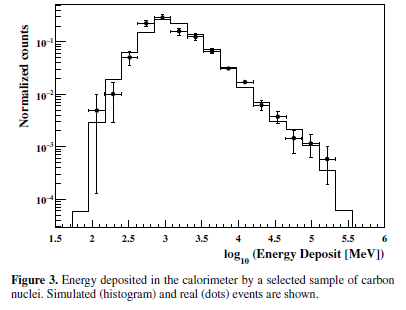 Normalized counts
10⁻¹
10⁻²
10⁻³
10⁻⁴
1.5 2 2.5 3 3.5 4 4.5 5 5.5 6
log₁₀ (Energy Deposit [MeV])
Figure 3. Energy deposited in the calorimeter by a selected sample of carbon
nuclei. Simulated (histogram) and real (dots) events are shown.